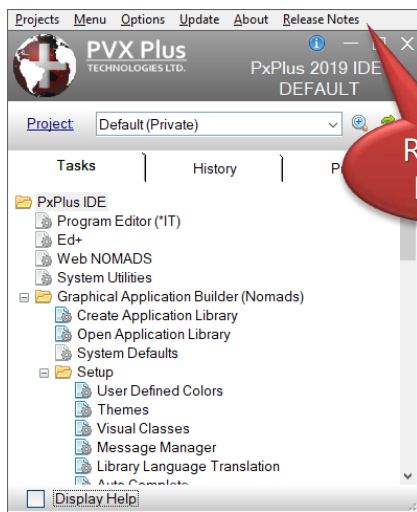 Projects Menu Options Update About Release Notes
PVX Plus
TECHNOLOGIES LTD.
PxPlus 2019 IDE
DEFAULT
Project Default (Private)
Tasks History
PxPlus IDE
Program Editor (*IT)
Ed+
Web NOMADS
System Utilities
Graphical Application Builder (Nomads)
Create Application Library
Open Application Library
System Defaults
Setup
User Defined Colors
Themes
Visual Classes
Message Manager
Library Language Translation
Auto Complete
Display Help